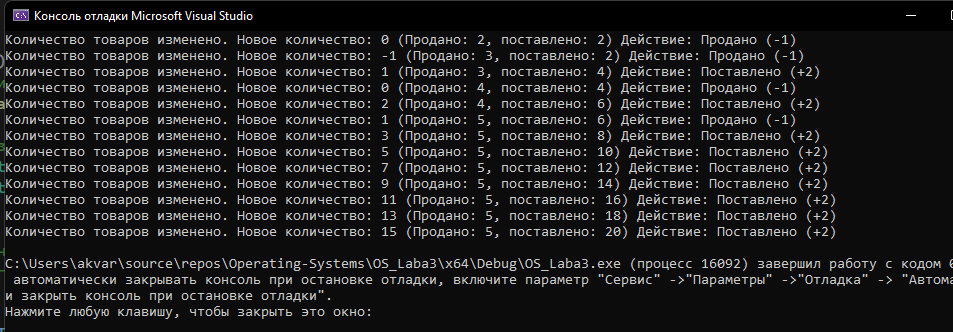 Консоль отладки Microsoft Visual Studio
Количество товаров изменено. Новое количество: 0 (Продано: 2, поставлено: 2) Действие: Продано (-1)
Количество товаров изменено. Новое количество: -1 (Продано: 3, поставлено: 2) Действие: Продано (-1)
Количество товаров изменено. Новое количество: 1 (Продано: 3, поставлено: 4) Действие: Поставлено (+2)
Количество товаров изменено. Новое количество: 0 (Продано: 4, поставлено: 4) Действие: Продано (-1)
Количество товаров изменено. Новое количество: 2 (Продано: 4, поставлено: 6) Действие: Поставлено (+2)
Количество товаров изменено. Новое количество: 1 (Продано: 5, поставлено: 6) Действие: Продано (-1)
Количество товаров изменено. Новое количество: 3 (Продано: 5, поставлено: 8) Действие: Поставлено (+2)
Количество товаров изменено. Новое количество: 5 (Продано: 5, поставлено: 10) Действие: Поставлено (+2)
Количество товаров изменено. Новое количество: 7 (Продано: 5, поставлено: 12) Действие: Поставлено (+2)
Количество товаров изменено. Новое количество: 9 (Продано: 5, поставлено: 14) Действие: Поставлено (+2)
Количество товаров изменено. Новое количество: 11 (Продано: 5, поставлено: 16) Действие: Поставлено (+2)
Количество товаров изменено. Новое количество: 13 (Продано: 5, поставлено: 18) Действие: Поставлено (+2)
Количество товаров изменено. Новое количество: 15 (Продано: 5, поставлено: 20) Действие: Поставлено (+2)
C:\Users\akvar\source\repos\Operating-Systems\OS_Laba3\x64\Debug\OS_Laba3.exe (процесс 16092) завершил работу с кодом 0
автоматически закрывать консоль при остановке отладки, включите параметр "Сервис" ->"Параметры" ->"Отладка" -> "Автома
и закрыть консоль при остановке отладки".
Нажмите любую клавишу, чтобы закрыть это окно: